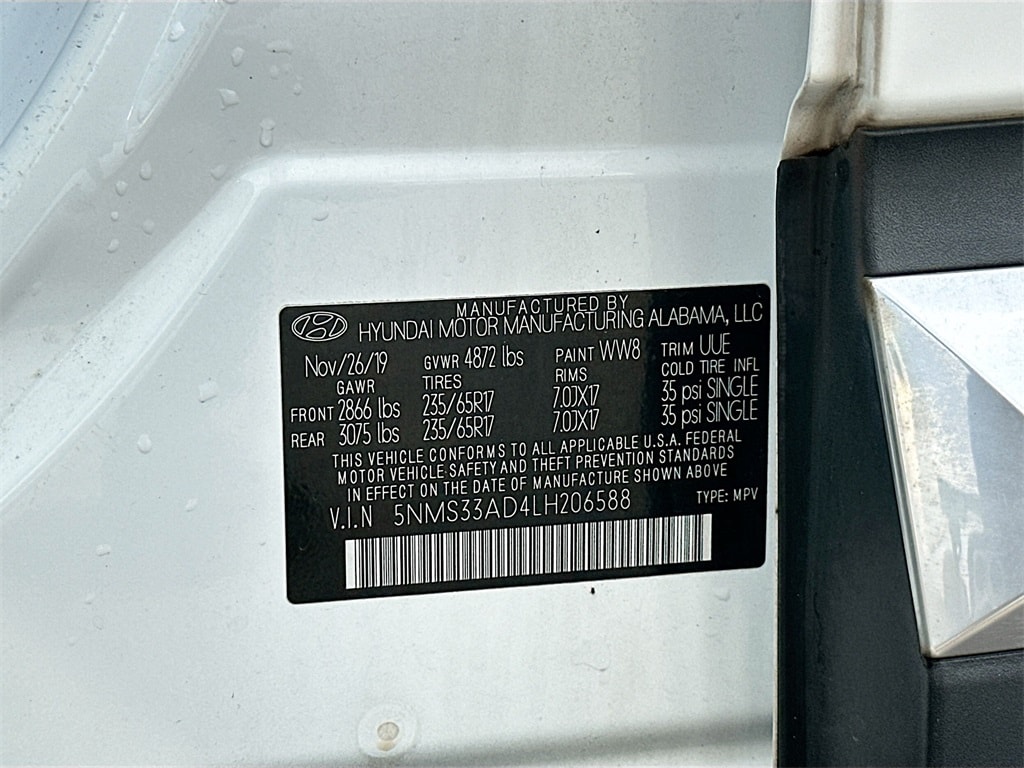 MANUFACTURED BY
HYUNDAI MOTOR MANUFACTURING ALABAMA, LLC
Nov/26/19 GVWR 4872 lbs PAINT WW8 TRIM UUE
GAWR TIRES RIMS COLD TIRE INFL
FRONT 2866 lbs 235/65R17 7.0JX17 35 psi SINGLE
REAR 3075 lbs 235/65R17 7.0JX17 35 psi SINGLE
THIS VEHICLE CONFORMS TO ALL APPLICABLE U.S.A. FEDERAL
MOTOR VEHICLE SAFETY AND THEFT PREVENTION STANDARDS
IN EFFECT ON THE DATE OF MANUFACTURE SHOWN ABOVE
V.I.N 5NMS33AD4LH206588 TYPE: MPV